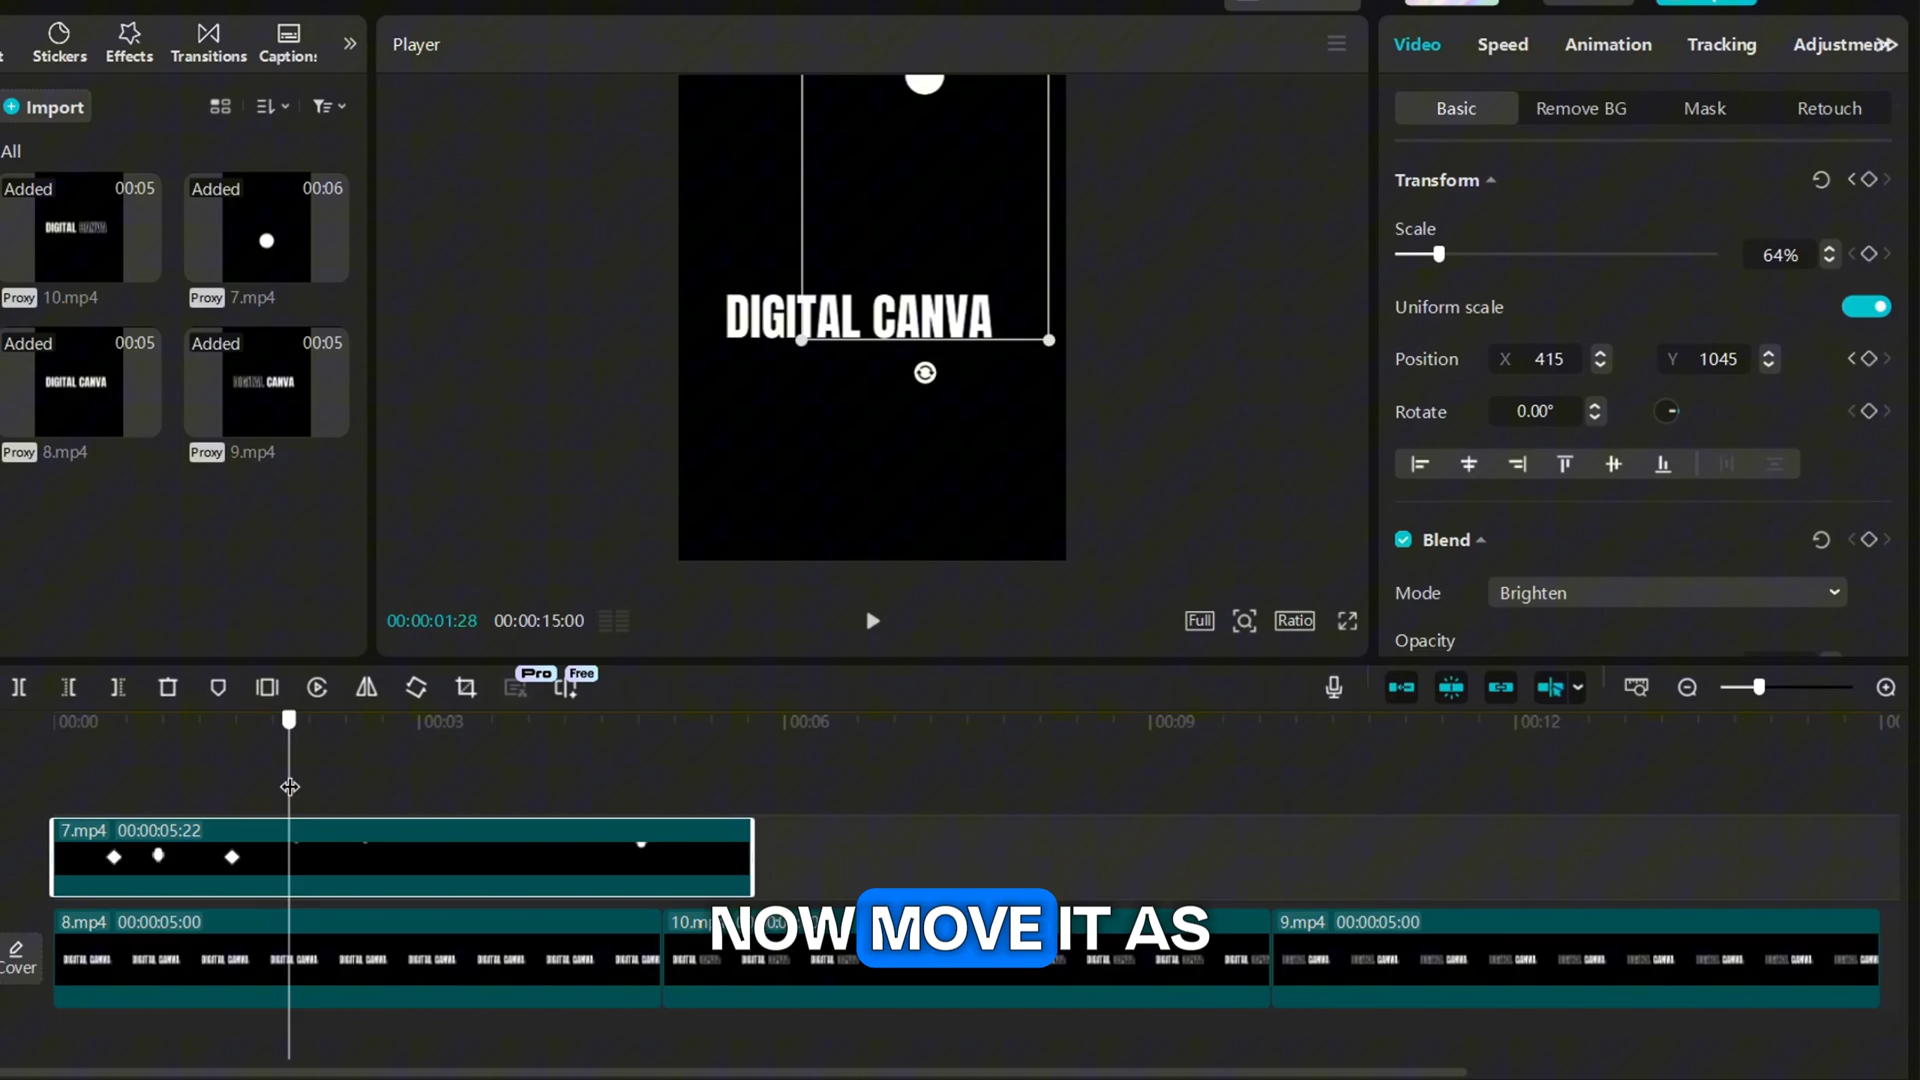 Stickers
Effects
Transitions
Captions
Import
All
Added 00:05
Added 00:06
DIGITAL CANVA
Proxy 10.mp4
Proxy 7.mp4
Added 00:05
Added 00:05
DIGITAL CANVA
DIGITAL CANVA
Proxy 8.mp4
Proxy 9.mp4
Player
DIGITAL CANVA
00:00:01:28 00:00:15:00
Full
Ratio
Video Speed Animation Tracking Adjustment
Basic Remove BG Mask Retouch
Transform
Scale
64%
Uniform scale
Position X 415 Y 1045
Rotate 0.00°
Blend
Mode Brighten
Opacity
Pro
Free
00:00 00:03 00:06 00:09 00:12
7.mp4 00:00:05:22
8.mp4 00:00:05:00
10.mp4
9.mp4 00:00:05:00
Cover
NOW MOVE IT AS